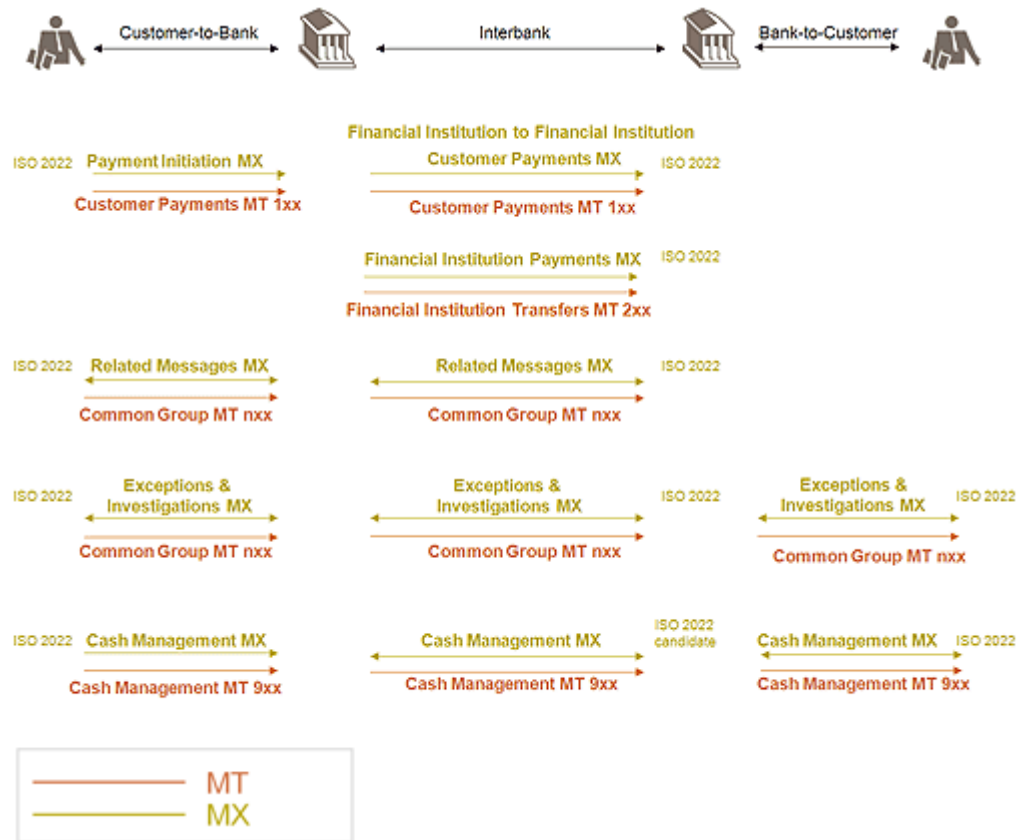 Customer-to-Bank
Interbank
Bank-to-Customer
Financial Institution to Financial Institution
ISO 2022
Payment Initiation MX
Customer Payments MX
ISO 2022
Customer Payments MT 1xx
Customer Payments MT 1xx
Financial Institution Payments MX
ISO 2022
Financial Institution Transfers MT 2xx
ISO 2022
Related Messages MX
Related Messages MX
ISO 2022
Common Group MT nxx
Common Group MT nxx
ISO 2022
Exceptions &
Investigations MX
Exceptions &
Investigations MX
ISO 2022
Exceptions &
Investigations MX
ISO 2022
Common Group MT nxx
Common Group MT nxx
Common Group MT nxx
ISO 2022
Cash Management MX
Cash Management MX
ISO 2022
candidate
Cash Management MX
ISO 2022
Cash Management MT 9xx
Cash Management MT 9xx
Cash Management MT 9xx
MT
MX